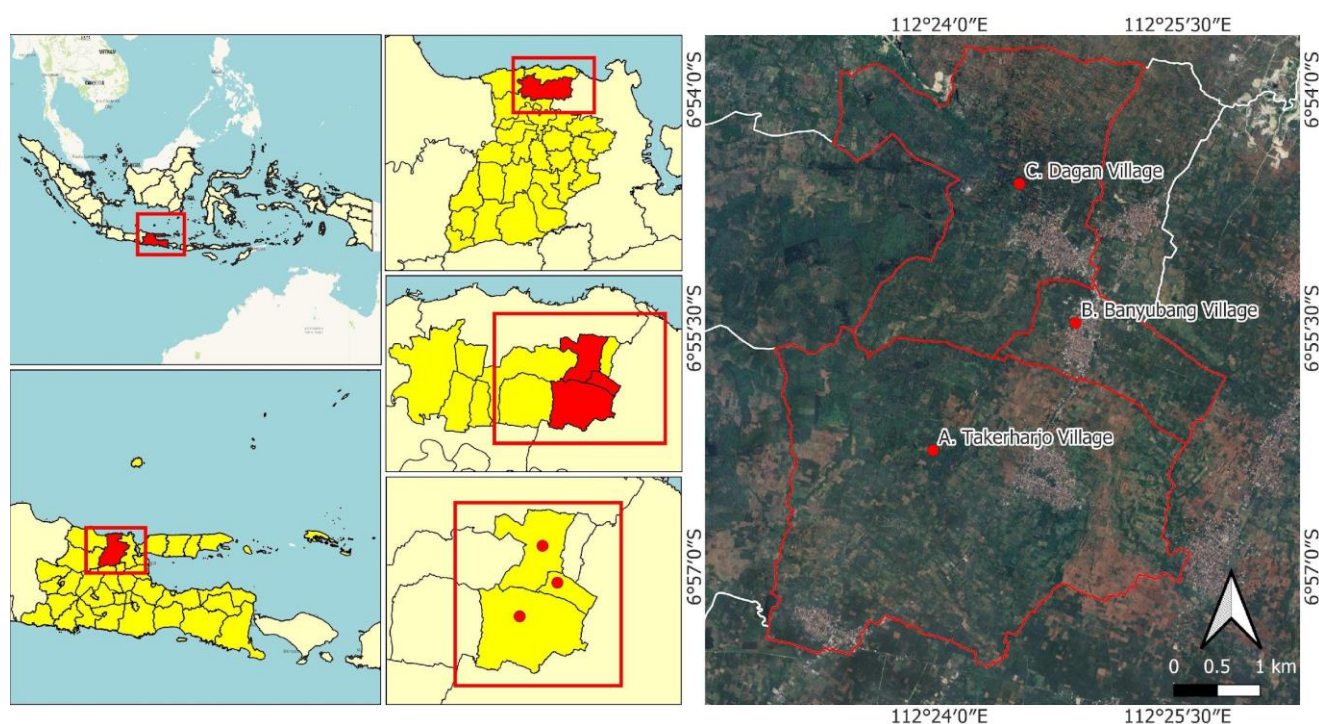 112°24′0″E
112°25′30″E
6°54′0″S
6°54′0″S
C. Dagan Village
6°55′30″S
6°55′30″S
B. Banyubang Village
A. Takerharjo Village
6°57′0″S
6°57′0″S
0 0.5 1 km
112°24′0″E
112°25′30″E